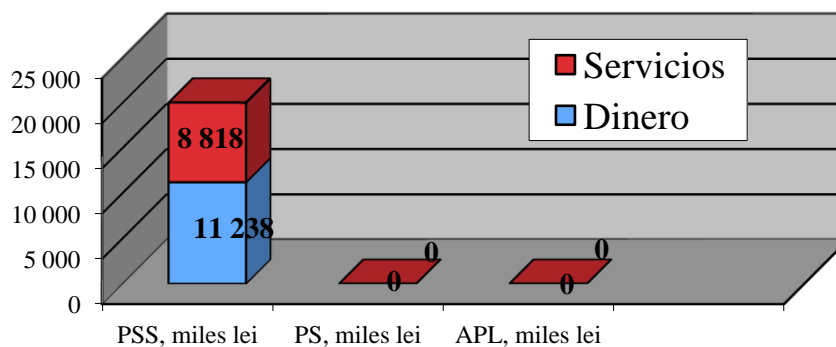 25 000
20 000
15 000
10 000
5 000
0
Servicios
Dinero
8 818
11 238
0
0
0
0
PSS, miles lei
PS, miles lei
APL, miles lei